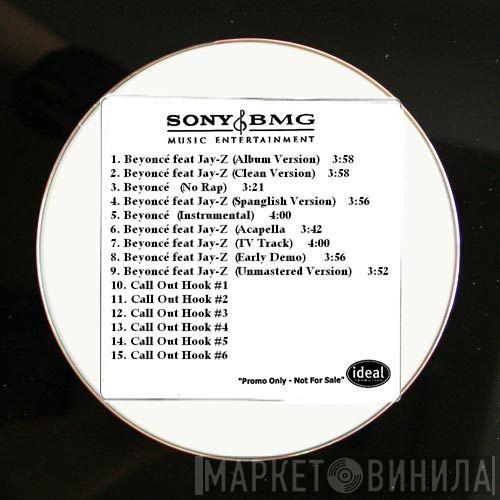 SONY BMG
MUSIC ENTERTAINMENT
1. Beyoncé feat Jay-Z (Album Version) 3:58
2. Beyoncé feat Jay-Z (Clean Version) 3:58
3. Beyoncé (No Rap) 3:21
4. Beyoncé feat Jay-Z (Spanglish Version) 3:56
5. Beyoncé (Instrumental) 4:00
6. Beyoncé feat Jay-Z (Acapella 3:42
7. Beyoncé feat Jay-Z (TV Track) 4:00
8. Beyoncé feat Jay-Z (Early Demo) 3:56
9. Beyoncé feat Jay-Z (Unmastered Version) 3:52
10. Call Out Hook #1
11. Call Out Hook #2
12. Call Out Hook #3
13. Call Out Hook #4
14. Call Out Hook #5
15. Call Out Hook #6
"Promo Only - Not For Sale"
ideal
МАРКЕТ ВИНИЛА